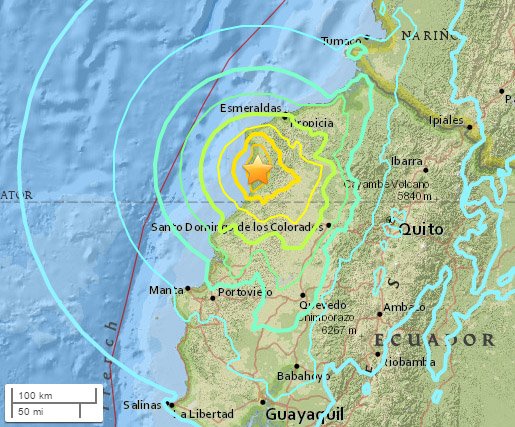 NARIÑO
Tumaco
Esmeraldas
Propicia
Ipiales
Ibarra
Cayambe Volcano
5840 m
ATOR
Santo Domingo de los Colorados
Quito
Manta
Portoviejo
Quevedo
Chimborazo
6267 m
Ambato
S
ECUADOR
Riobamba
Trench
Babahoyo
100 km
50 mi
Salinas
La Libertad
Guayaquil